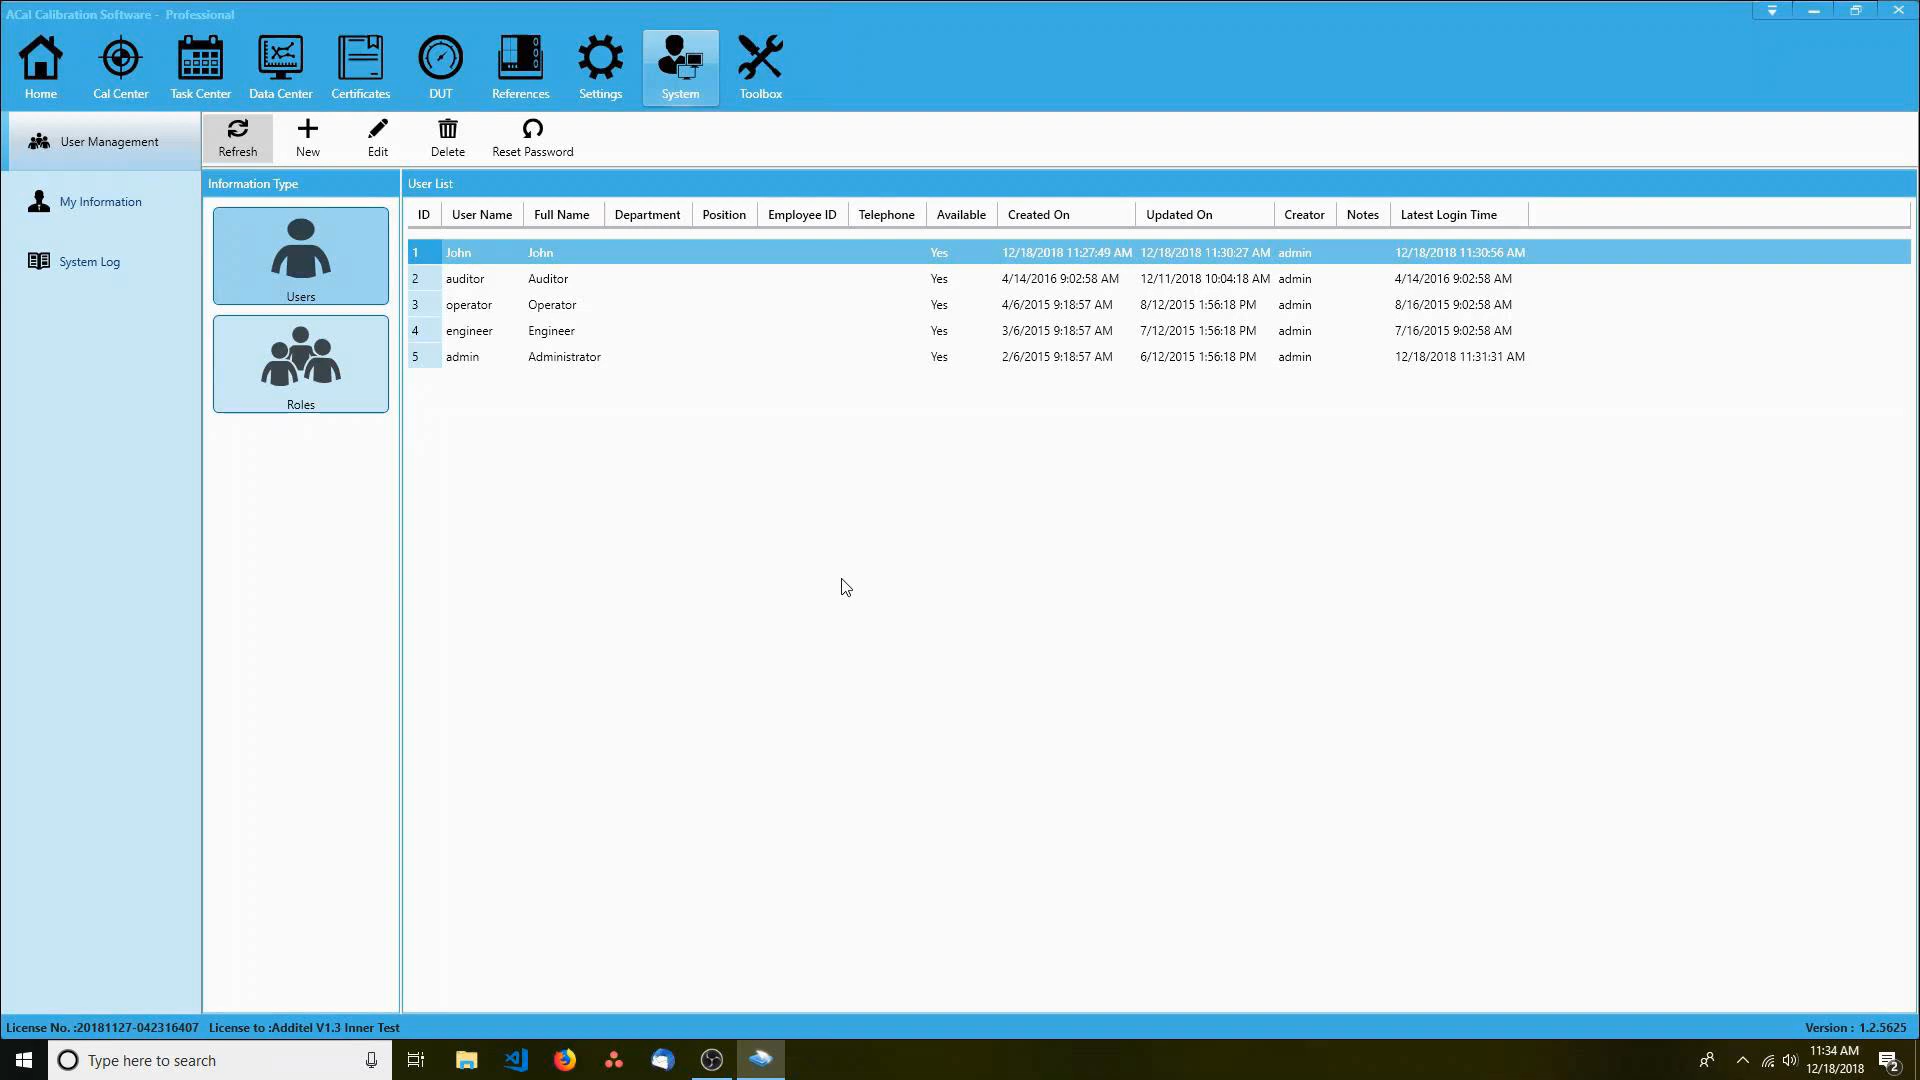 ACal Calibration Software - Professional
Home Cal Center Task Center Data Center Certificates DUT References Settings System Toolbox
User Management
My Information
System Log
Refresh New Edit Delete Reset Password
Information Type
Users
Roles
User List
ID User Name Full Name Department Position Employee ID Telephone Available Created On Updated On Creator Notes Latest Login Time
1 John John Yes 12/18/2018 11:27:49 AM 12/18/2018 11:30:27 AM admin 12/18/2018 11:30:56 AM
2 auditor Auditor Yes 4/14/2016 9:02:58 AM 12/11/2018 10:04:18 AM admin 4/14/2016 9:02:58 AM
3 operator Operator Yes 4/6/2015 9:18:57 AM 8/12/2015 1:56:18 PM admin 8/16/2015 9:02:58 AM
4 engineer Engineer Yes 3/6/2015 9:18:57 AM 7/12/2015 1:56:18 PM admin 7/16/2015 9:02:58 AM
5 admin Administrator Yes 2/6/2015 9:18:57 AM 6/12/2015 1:56:18 PM admin 12/18/2018 11:31:31 AM
License No. :20181127-042316407 License to :Additel V1.3 Inner Test Version : 1.2.5625
Type here to search
11:34 AM
12/18/2018
2